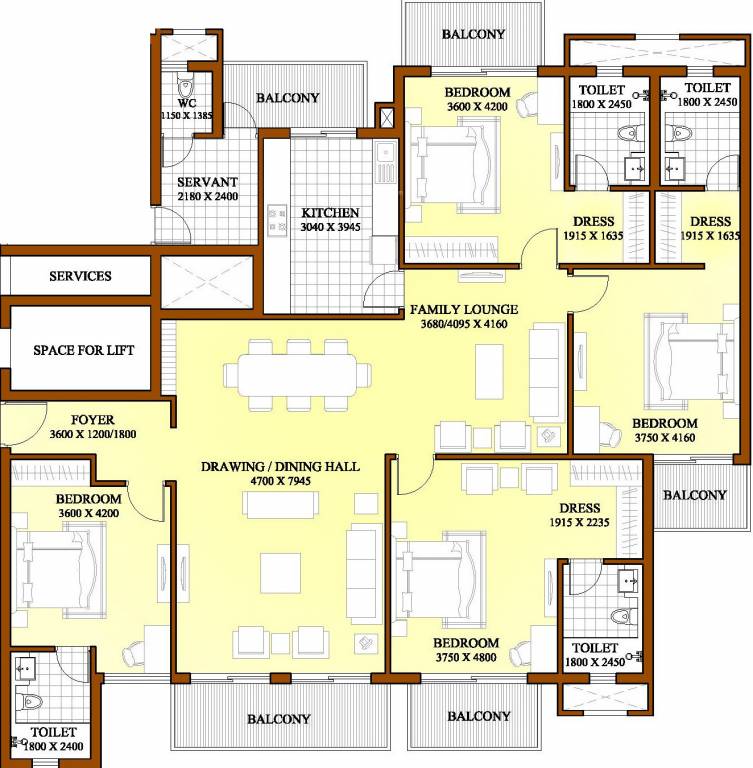 BALCONY
BEDROOM
3600 X 4200
TOILET
1800 X 2450
TOILET
1800 X 2450
WC
1150 X 1385
BALCONY
SERVANT
2180 X 2400
KITCHEN
3040 X 3945
DRESS
1915 X 1635
DRESS
1915 X 1635
SERVICES
FAMILY LOUNGE
3680/4095 X 4160
SPACE FOR LIFT
FOYER
3600 X 1200/1800
BEDROOM
3750 X 4160
DRAWING / DINING HALL
4700 X 7945
BEDROOM
3600 X 4200
DRESS
1915 X 2235
BALCONY
BEDROOM
3750 X 4800
TOILET
1800 X 2450
TOILET
1800 X 2400
BALCONY
BALCONY